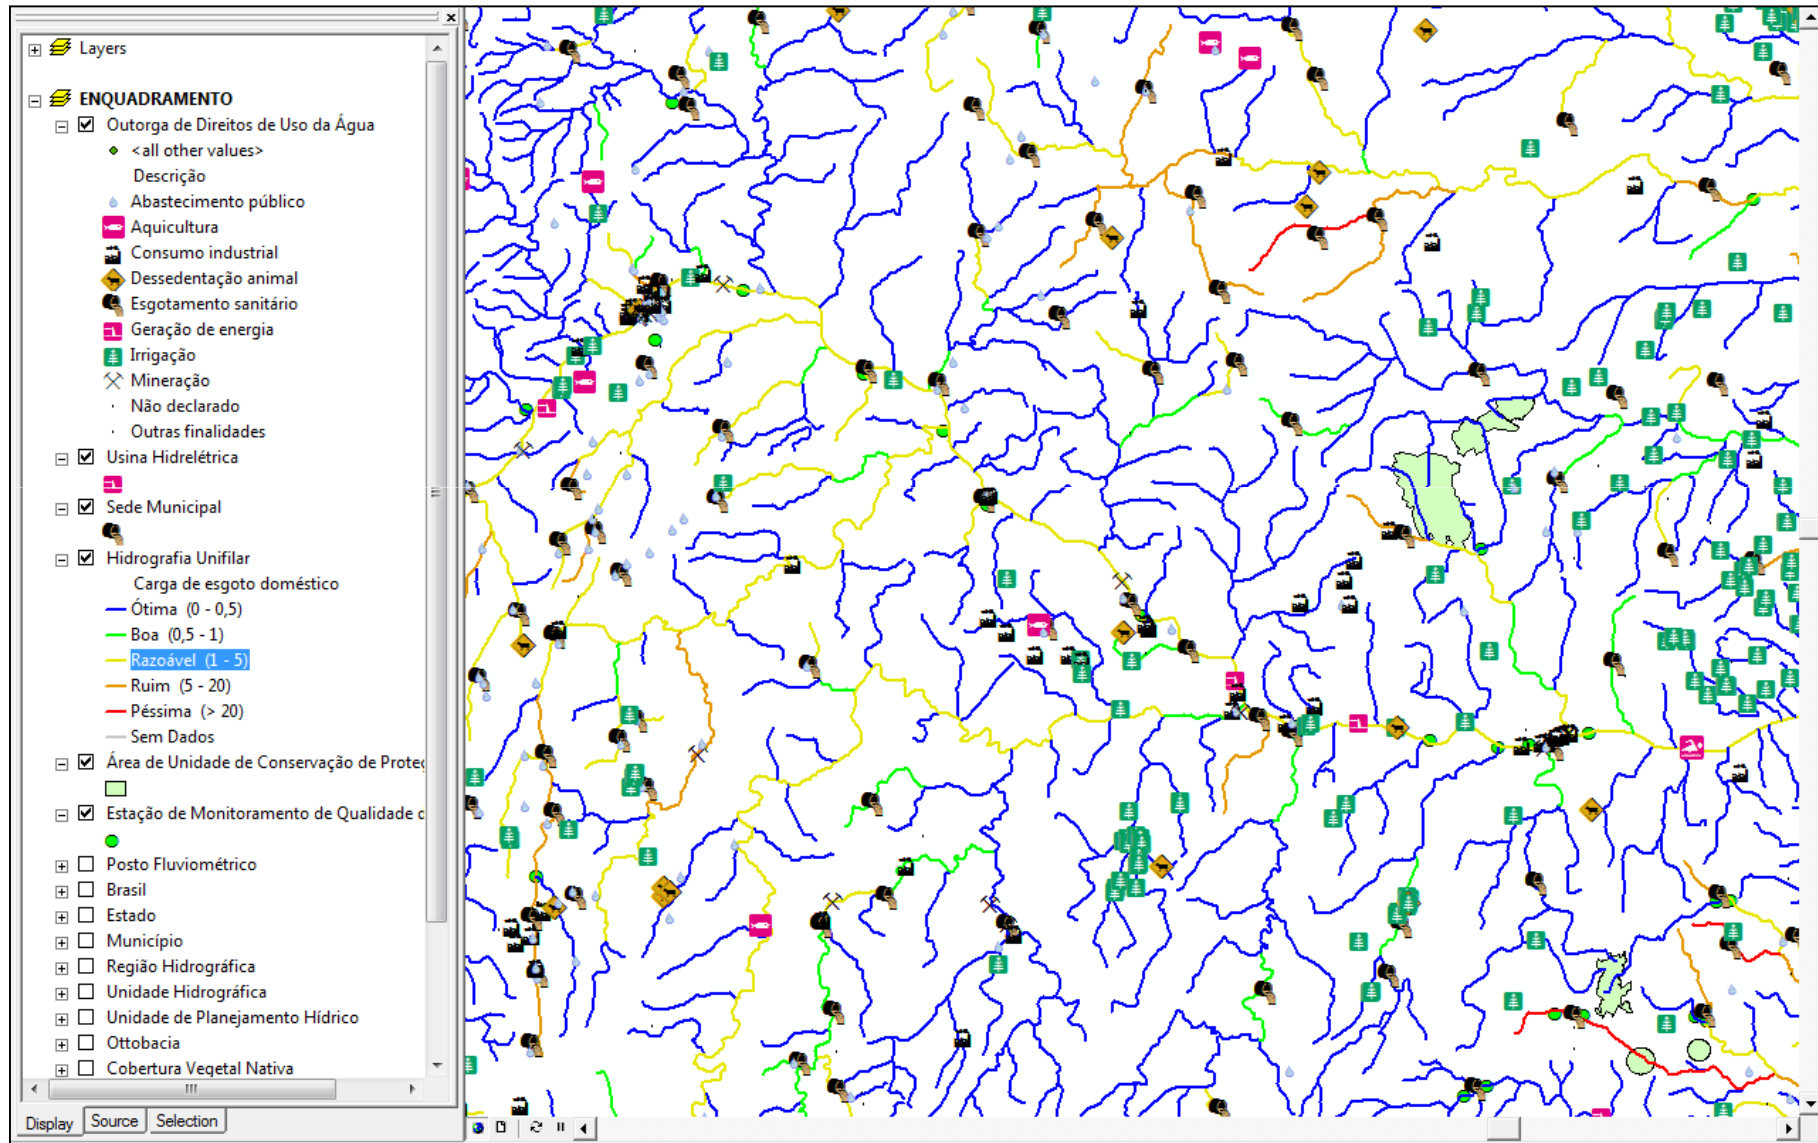 Layers
ENQUADRAMENTO
Outorga de Direitos de Uso da Água
<all other values>
Descrição
Abastecimento público
Aquicultura
Consumo industrial
Dessedentação animal
Esgotamento sanitário
Geração de energia
Irrigação
Mineração
Não declarado
Outras finalidades
Usina Hidrelétrica
Sede Municipal
Hidrografia Unifilar
Carga de esgoto doméstico
Ótima (0 - 0,5)
Boa (0,5 - 1)
Razoável (1 - 5)
Ruim (5 - 20)
Péssima (> 20)
Sem Dados
Área de Unidade de Conservação de Proteç
Estação de Monitoramento de Qualidade d
Posto Fluviométrico
Brasil
Estado
Município
Região Hidrográfica
Unidade Hidrográfica
Unidade de Planejamento Hídrico
Ottobacia
Cobertura Vegetal Nativa
Display Source Selection